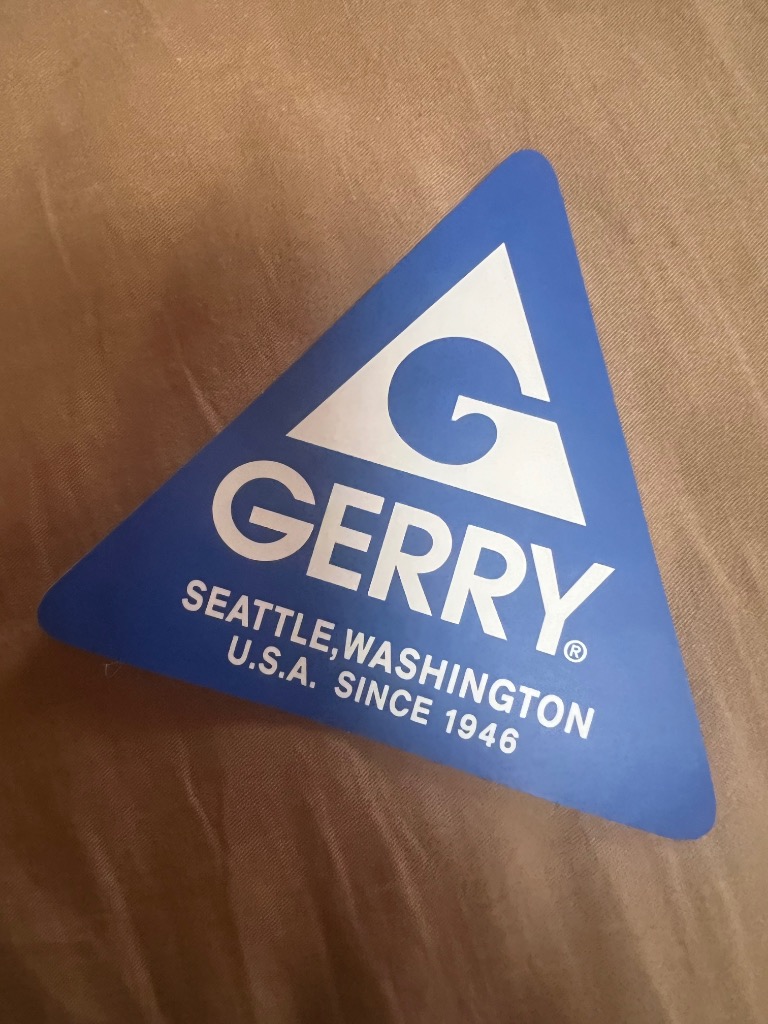 G
GERRY®
SEATTLE,WASHINGTON
U.S.A. SINCE 1946